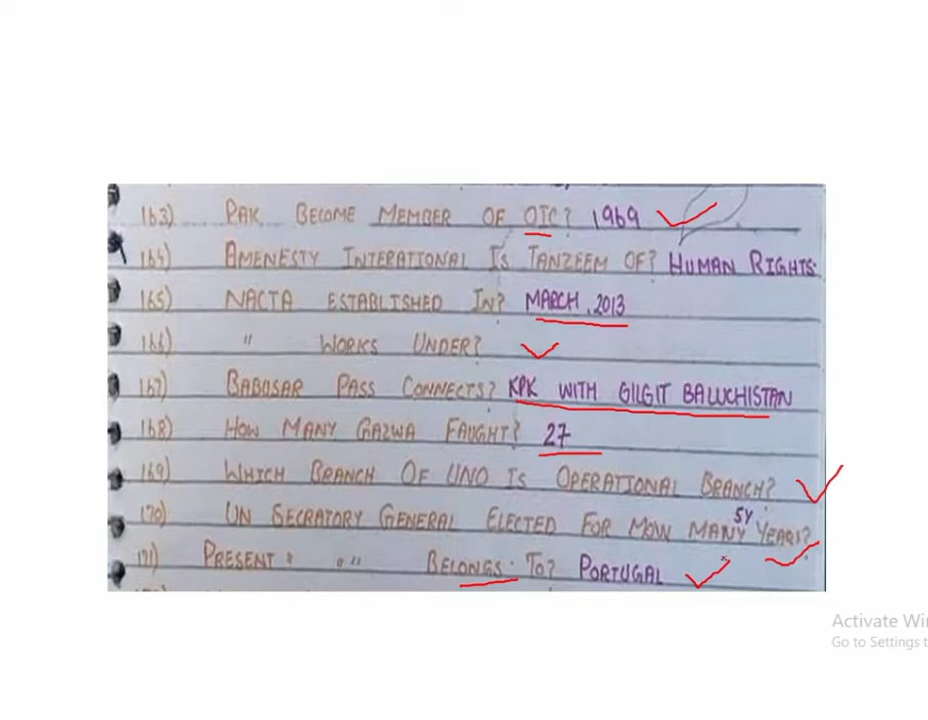 163) PAK BECOME MEMBER OF OIC? 1969
164) AMENESTY INTERATIONAL IS TANZEEM OF? HUMAN RIGHTS.
165) NACTA ESTABLISHED IN? MARCH, 2013
166) " WORKS UNDER?
167) BABOSAR PASS CONNECTS? KPK WITH GILGIT BALUCHISTAN
168) HOW MANY GAZWA FAUGHT? 27
169) WHICH BRANCH OF UNO IS OPERATIONAL BRANCH?
170) UN SECRATORY GENERAL ELECTED FOR MOW MANY YEARS? 5Y
171) PRESENT " " " BELONGS TO? PORTUGAL
Activate Wi
Go to Settings t